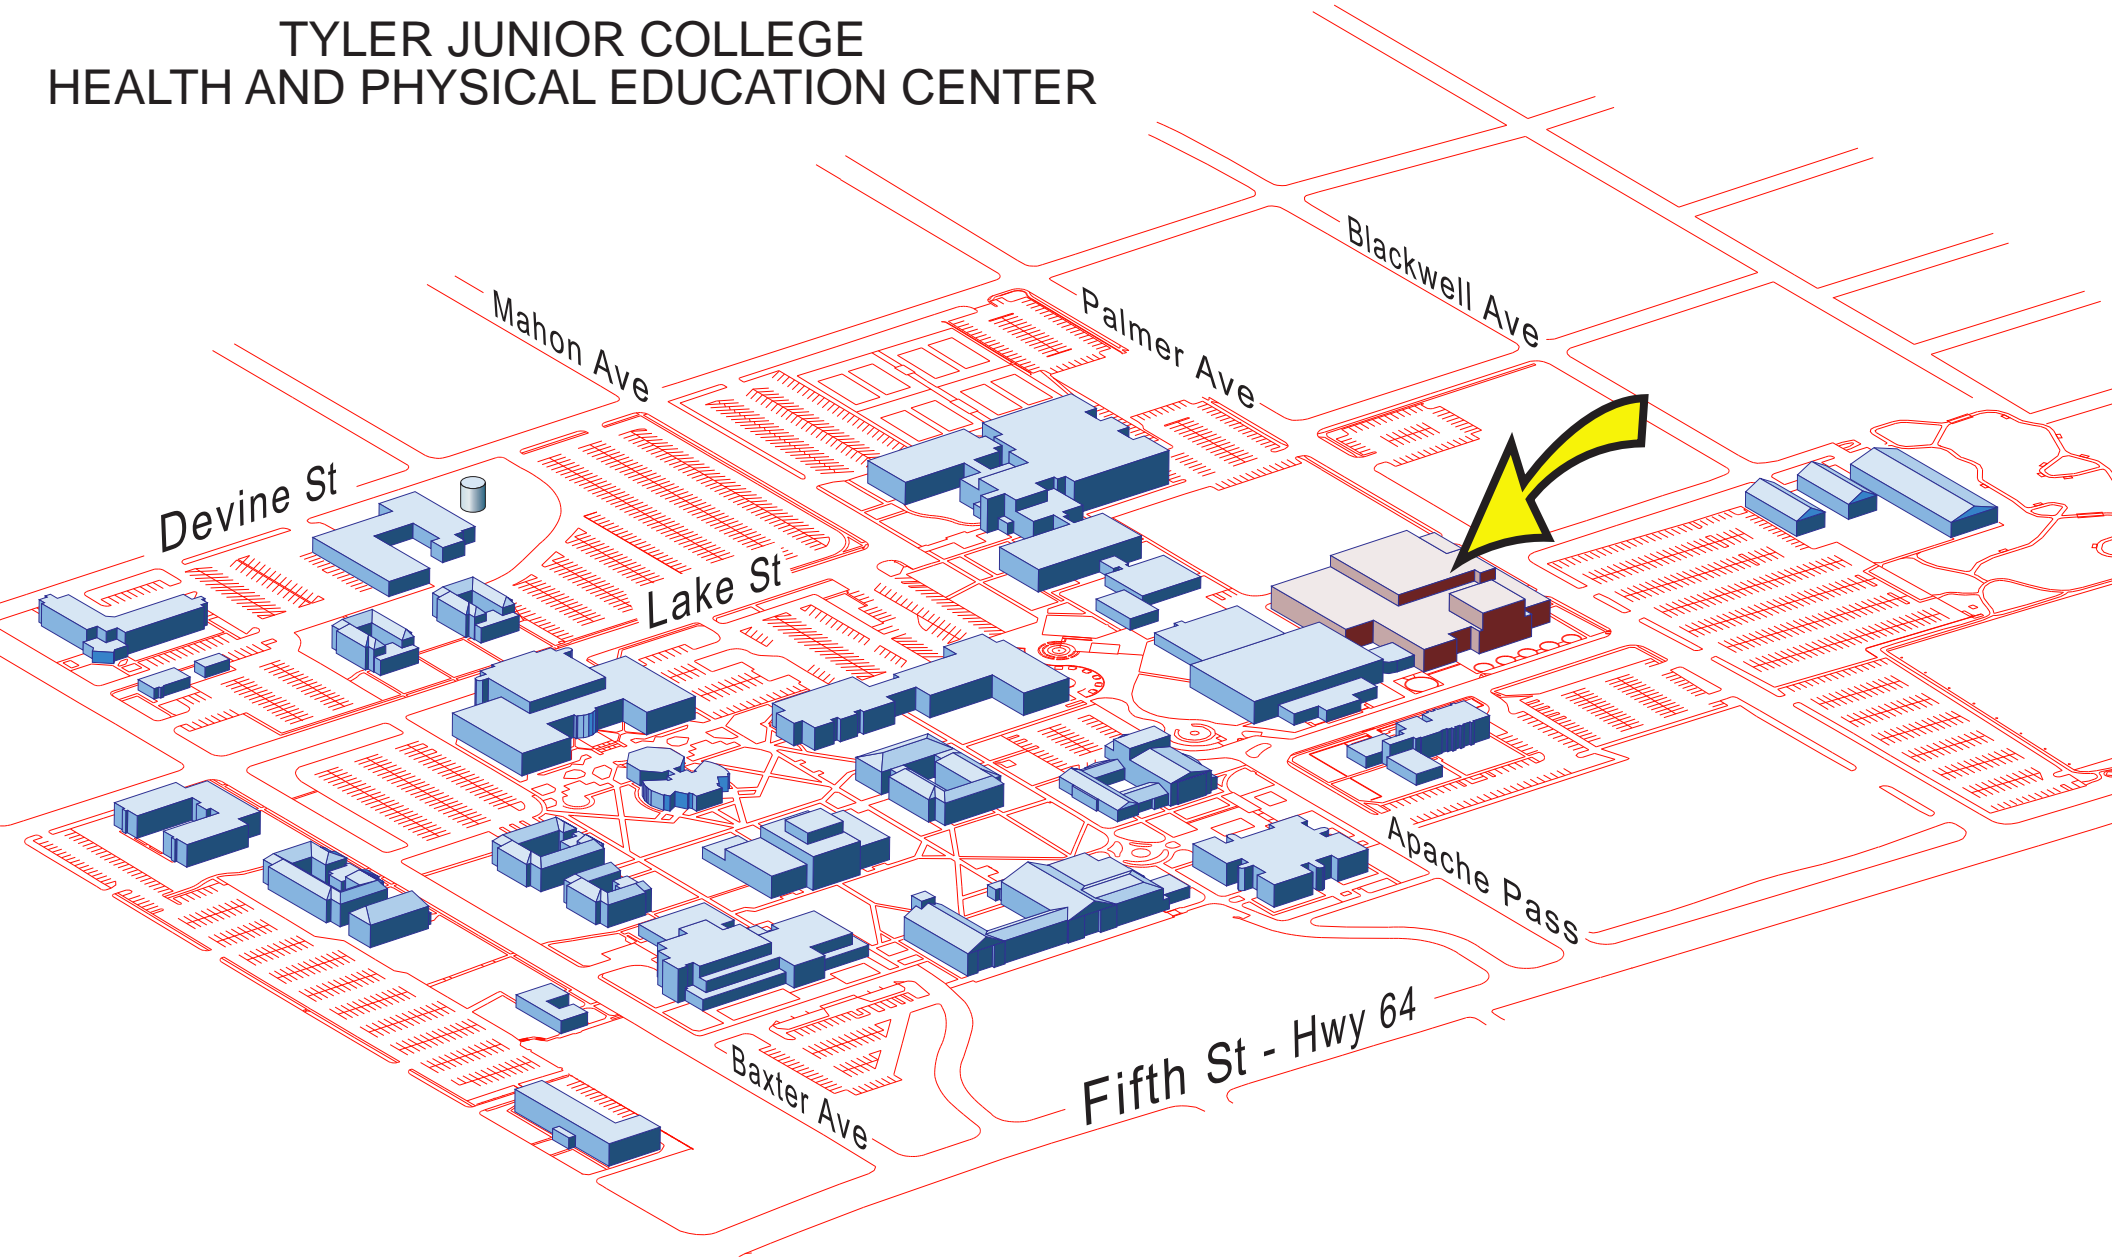 TYLER JUNIOR COLLEGE
HEALTH AND PHYSICAL EDUCATION CENTER
Blackwell Ave
Palmer Ave
Mahon Ave
Devine St
Lake St
Apache Pass
Fifth St - Hwy 64
Baxter Ave